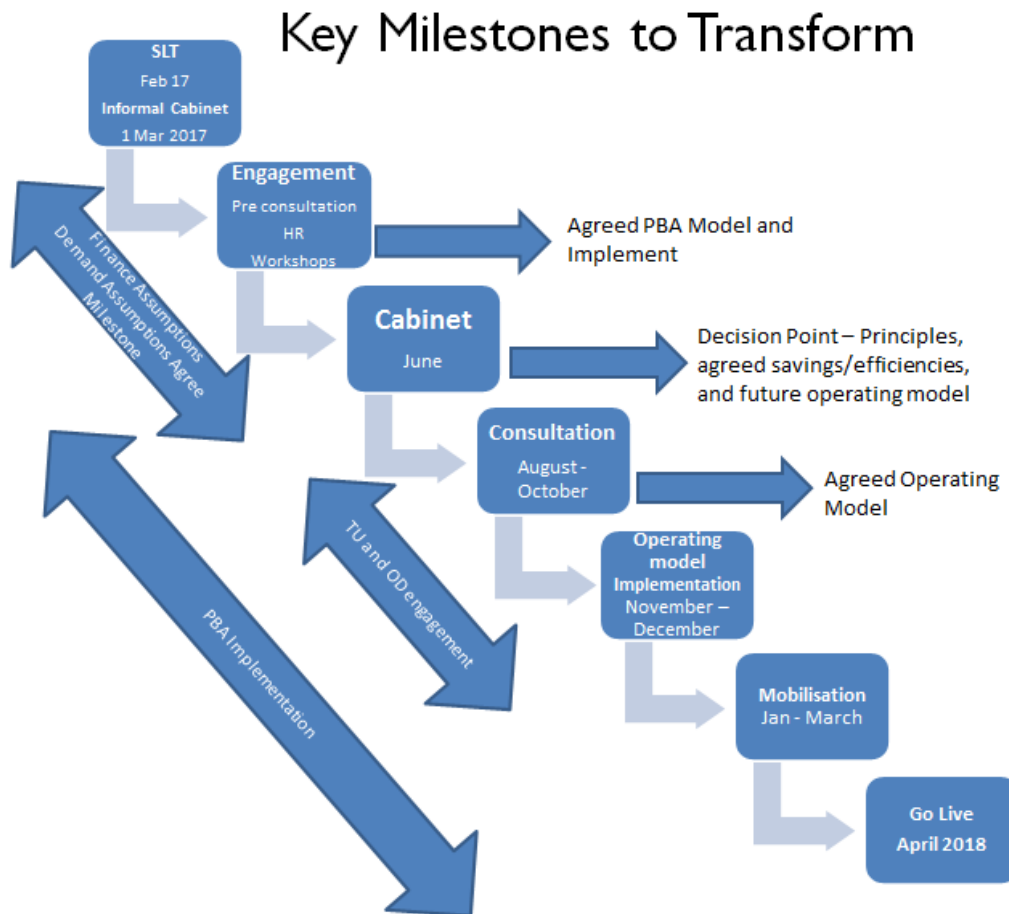 Key Milestones to Transform
SLT
Feb 17
Informal Cabinet
1 Mar 2017
Engagement
Pre consultation
HR
Workshops
Agreed PBA Model and
Implement
Finance Assumptions
Demand Assumptions Agree
Milestone
Cabinet
June
Decision Point – Principles,
agreed savings/efficiencies,
and future operating model
Consultation
August -
October
Agreed Operating
Model
TU and OD engagement
Operating
model
Implementation
November –
December
PBA Implementation
Mobilisation
Jan - March
Go Live
April 2018